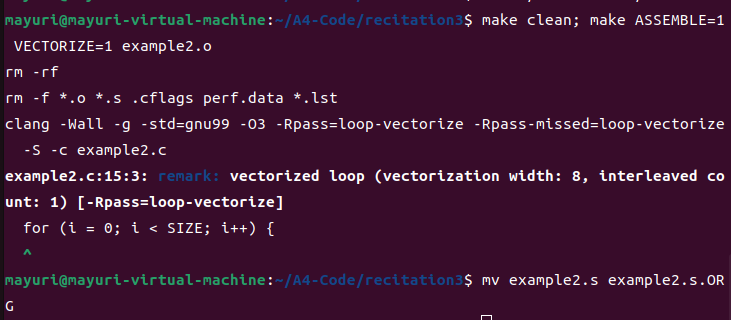 mayuri@mayuri-virtual-machine:~/A4-Code/recitation3$ make clean; make ASSEMBLE=1
 VECTORIZE=1 example2.o
rm -rf
rm -f *.o *.s .cflags perf.data *.lst
clang -Wall -g -std=gnu99 -O3 -Rpass=loop-vectorize -Rpass-missed=loop-vectorize
  -S -c example2.c
example2.c:15:3: remark: vectorized loop (vectorization width: 8, interleaved co
unt: 1) [-Rpass=loop-vectorize]
  for (i = 0; i < SIZE; i++) {
  ^
mayuri@mayuri-virtual-machine:~/A4-Code/recitation3$ mv example2.s example2.s.OR
G